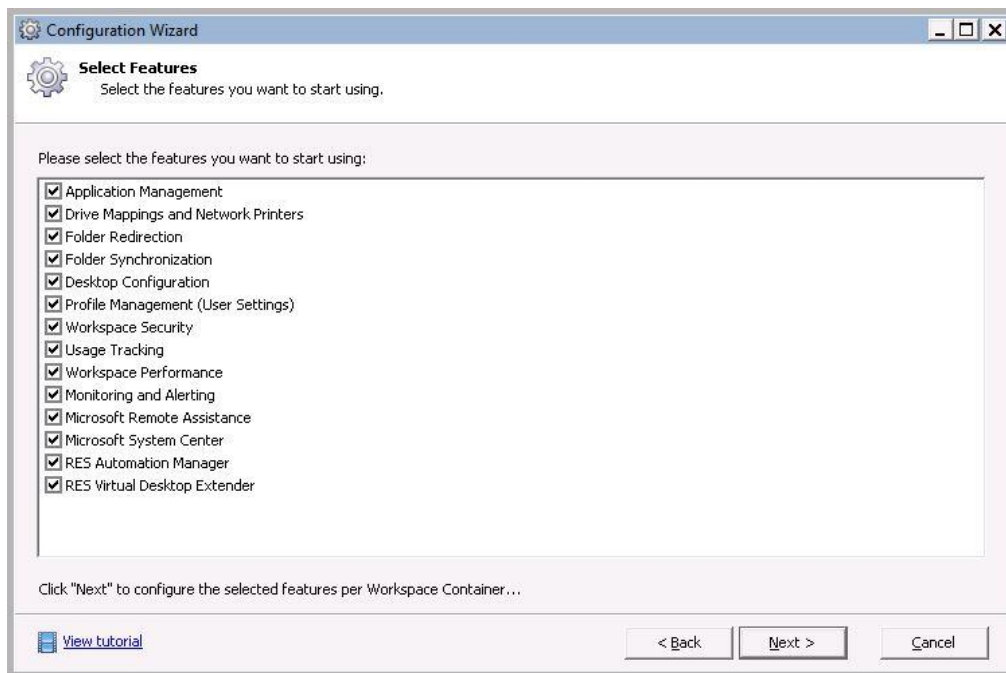 Configuration Wizard
Select Features
Select the features you want to start using.
Please select the features you want to start using:
Application Management
Drive Mappings and Network Printers
Folder Redirection
Folder Synchronization
Desktop Configuration
Profile Management (User Settings)
Workspace Security
Usage Tracking
Workspace Performance
Monitoring and Alerting
Microsoft Remote Assistance
Microsoft System Center
RES Automation Manager
RES Virtual Desktop Extender
Click "Next" to configure the selected features per Workspace Container...
View tutorial
< Back
Next >
Cancel